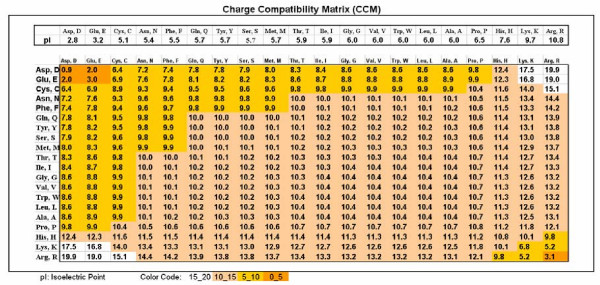 Charge Compatibility Matrix (CCM)
Asp, D Glu, E Cys, C Asn, N Phe, F Gln, Q Tyr, Y Ser, S Met, M Thr, T Ile, I Gly, G Val, V Trp, W Leu, L Ala, A Pro, P His, H Lys, K Arg, R
pI 2.8 3.2 5.1 5.4 5.5 5.7 5.7 5.7 5.7 5.9 5.9 6.0 6.0 6.0 6.0 6.0 6.5 7.6 9.7 10.8
Asp, D Glu, E Cys, C Asn, N Phe, F Gln, Q Tyr, Y Ser, S Met, M Thr, T Ile, I Gly, G Val, V Trp, W Leu, L Ala, A Pro, P His, H Lys, K Arg, R
Asp, D 0.9 2.0 6.4 7.2 7.4 7.8 7.8 7.9 8.0 8.3 8.4 8.6 8.6 8.6 8.6 8.6 9.8 12.4 17.5 19.9
Glu, E 2.0 3.0 6.9 7.6 7.8 8.1 8.2 8.2 8.3 8.6 8.7 8.8 8.8 8.8 8.8 8.9 9.9 12.3 16.8 19.0
Cys, C 6.4 6.9 8.9 9.3 9.4 9.5 9.5 9.6 9.6 9.8 9.8 9.9 9.9 9.9 9.9 9.9 10.4 11.6 14.0 15.1
Asn, N 7.2 7.6 9.3 9.6 9.7 9.8 9.8 9.8 9.9 10.0 10.0 10.1 10.1 10.1 10.1 10.1 10.5 11.5 13.4 14.4
Phe, F 7.4 7.8 9.4 9.7 9.7 9.8 9.9 9.9 9.9 10.0 10.1 10.1 10.1 10.1 10.1 10.2 10.5 11.5 13.3 14.2
Gln, Q 7.8 8.1 9.5 9.8 9.8 10.0 10.0 10.0 10.0 10.1 10.1 10.2 10.2 10.2 10.2 10.2 10.6 11.4 13.1 13.9
Tyr, Y 7.8 8.2 9.5 9.8 9.9 10.0 10.0 10.0 10.0 10.1 10.1 10.2 10.2 10.2 10.2 10.2 10.6 11.4 13.1 13.9
Ser, S 7.9 8.2 9.6 9.8 9.9 10.0 10.0 10.0 10.0 10.1 10.2 10.2 10.2 10.2 10.2 10.2 10.6 11.4 13.0 13.8
Met, M 8.0 8.3 9.6 9.9 9.9 10.0 10.0 10.0 10.1 10.2 10.2 10.2 10.2 10.2 10.3 10.3 10.6 11.4 12.9 13.7
Thr, T 8.3 8.6 9.8 10.0 10.0 10.1 10.1 10.1 10.2 10.3 10.3 10.3 10.3 10.3 10.3 10.3 10.7 11.4 12.7 13.4
Ile, I 8.4 8.7 9.8 10.0 10.1 10.1 10.1 10.2 10.2 10.3 10.3 10.3 10.4 10.4 10.4 10.4 10.7 11.3 12.7 13.3
Gly, G 8.6 8.8 9.9 10.1 10.1 10.2 10.2 10.2 10.2 10.3 10.3 10.4 10.4 10.4 10.4 10.4 10.7 11.3 12.6 13.2
Val, V 8.6 8.8 9.9 10.1 10.1 10.2 10.2 10.2 10.2 10.3 10.4 10.4 10.4 10.4 10.4 10.4 10.7 11.3 12.6 13.2
Trp, W 8.6 8.8 9.9 10.1 10.1 10.2 10.2 10.2 10.2 10.3 10.4 10.4 10.4 10.4 10.4 10.4 10.7 11.3 12.6 13.2
Leu, L 8.6 8.8 9.9 10.1 10.1 10.2 10.2 10.2 10.3 10.3 10.4 10.4 10.4 10.4 10.4 10.4 10.7 11.3 12.6 13.2
Ala, A 8.6 8.9 9.9 10.1 10.2 10.2 10.2 10.2 10.3 10.3 10.4 10.4 10.4 10.4 10.4 10.4 10.7 11.3 12.5 13.1
Pro, P 9.8 9.9 10.4 10.5 10.5 10.6 10.6 10.6 10.6 10.7 10.7 10.7 10.7 10.7 10.7 10.7 10.9 11.2 11.8 12.1
His, H 12.4 12.3 11.6 11.5 11.5 11.4 11.4 11.4 11.4 11.4 11.3 11.3 11.3 11.3 11.3 11.3 11.2 10.8 10.1 9.8
Lys, K 17.5 16.8 14.0 13.4 13.3 13.1 13.1 13.0 12.9 12.7 12.7 12.6 12.6 12.6 12.6 12.5 11.8 10.1 6.8 5.2
Arg, R 19.9 19.0 15.1 14.4 14.2 13.9 13.9 13.8 13.7 13.4 13.3 13.2 13.2 13.2 13.2 13.1 12.1 9.8 5.2 3.1
pI: Isoelectric Point Color Code: 15_20 10_15 5_10 0_5